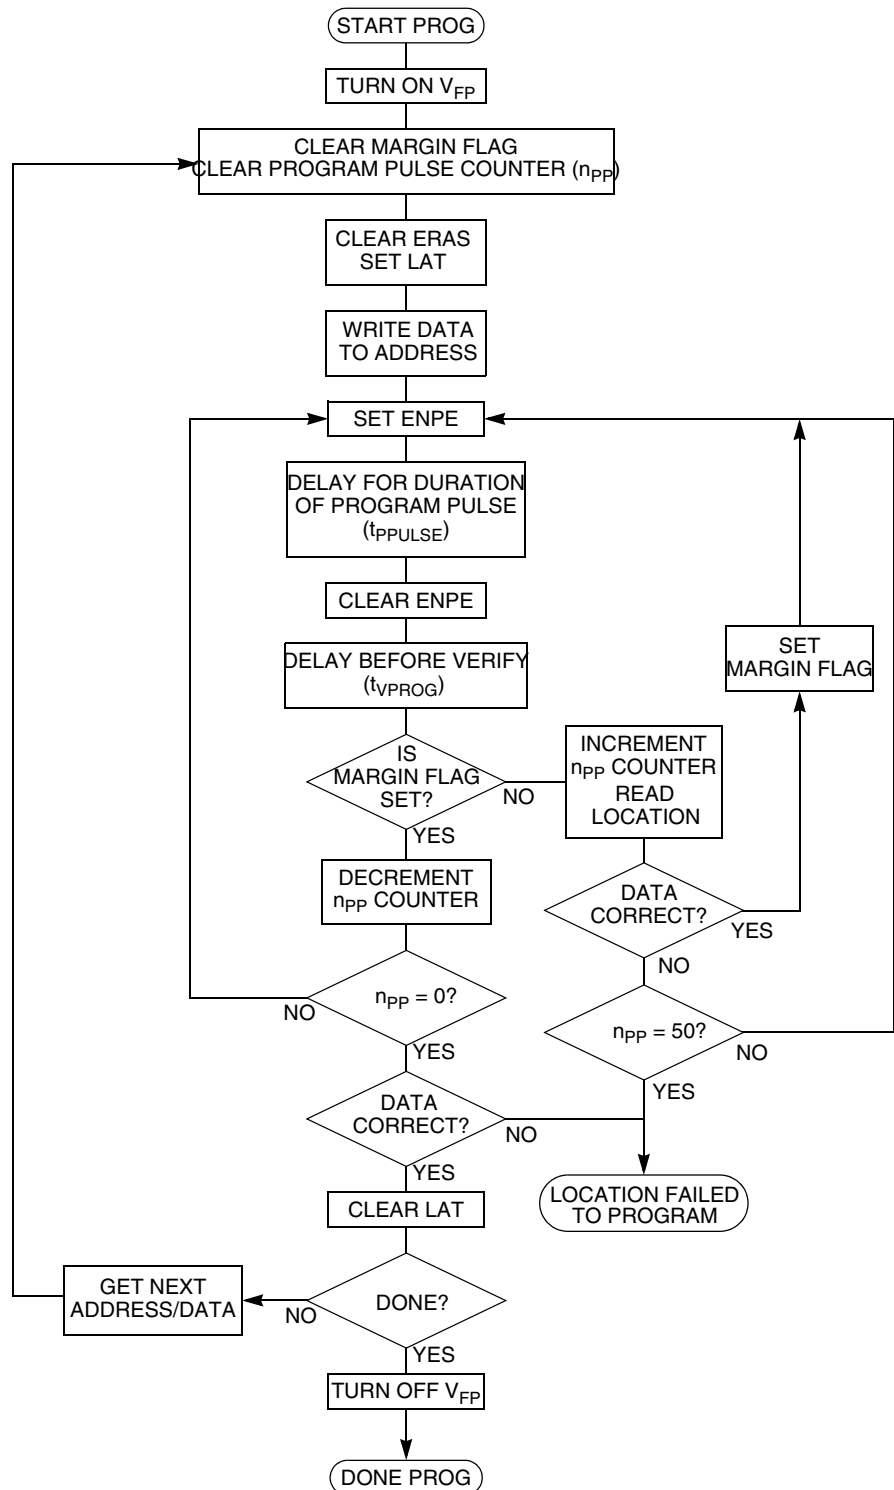 START PROG
TURN ON VFP
CLEAR MARGIN FLAG
CLEAR PROGRAM PULSE COUNTER (nPP)
CLEAR ERAS
SET LAT
WRITE DATA
TO ADDRESS
SET ENPE
DELAY FOR DURATION
OF PROGRAM PULSE
(tPPULSE)
CLEAR ENPE
DELAY BEFORE VERIFY
(tVPROG)
SET
MARGIN FLAG
IS
MARGIN FLAG
SET?
NO
YES
INCREMENT
nPP COUNTER
READ
LOCATION
DECREMENT
nPP COUNTER
DATA
CORRECT?
YES
NO
nPP = 0?
NO
YES
nPP = 50?
NO
YES
DATA
CORRECT?
NO
YES
LOCATION FAILED
TO PROGRAM
CLEAR LAT
GET NEXT
ADDRESS/DATA
NO
DONE?
YES
TURN OFF VFP
DONE PROG